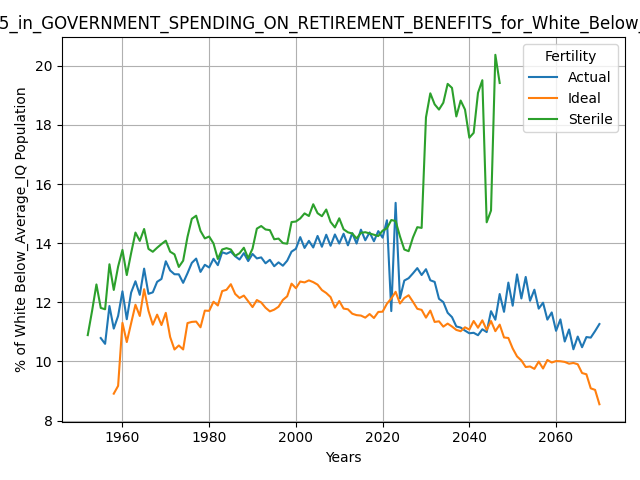 5_in_GOVERNMENT_SPENDING_ON_RETIREMENT_BENEFITS_for_White_Below_
Fertility
Actual
Ideal
Sterile
% of White Below_Average_IQ Population
20
18
16
14
12
10
8
1960
1980
2000
2020
2040
2060
Years